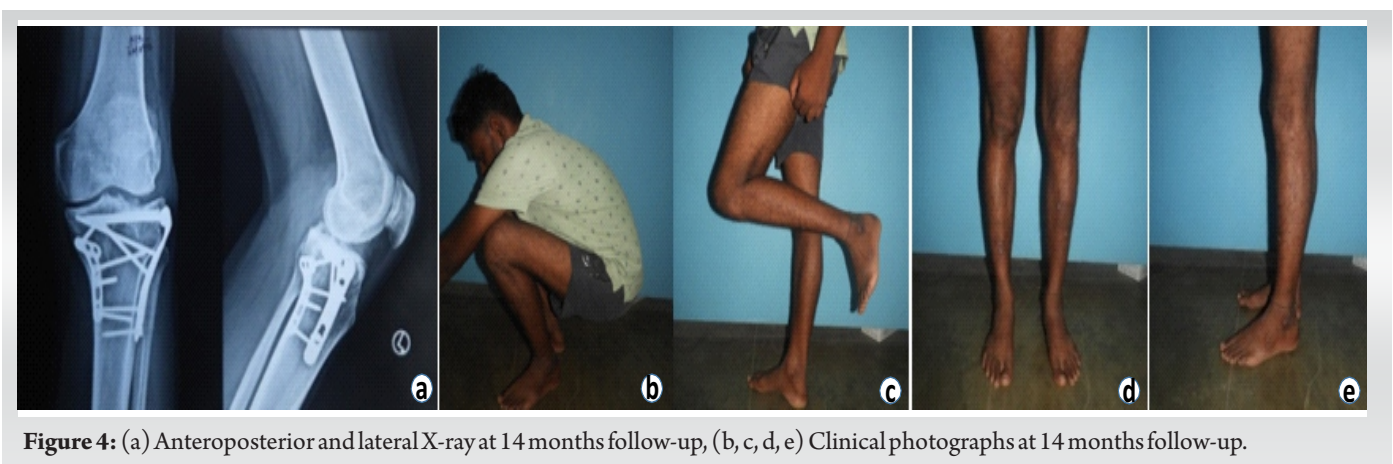 a
b
c
d
e
Figure 4: (a) Anteroposterior and lateral X-ray at 14 months follow-up, (b, c, d, e) Clinical photographs at 14 months follow-up.